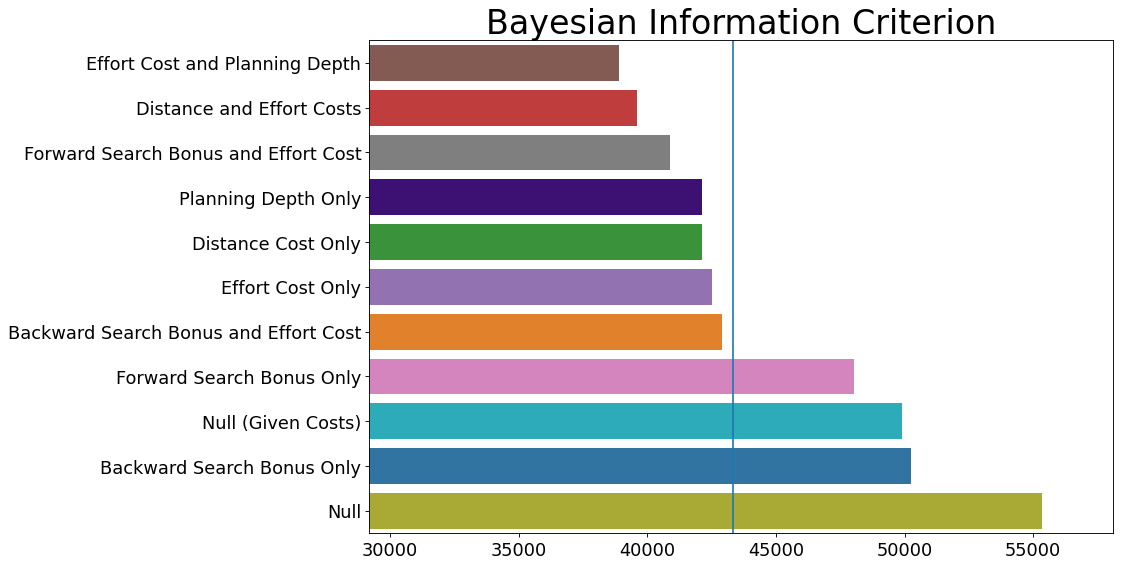 Bayesian Information Criterion
Effort Cost and Planning Depth
Distance and Effort Costs
Forward Search Bonus and Effort Cost
Planning Depth Only
Distance Cost Only
Effort Cost Only
Backward Search Bonus and Effort Cost
Forward Search Bonus Only
Null (Given Costs)
Backward Search Bonus Only
Null
30000 35000 40000 45000 50000 55000